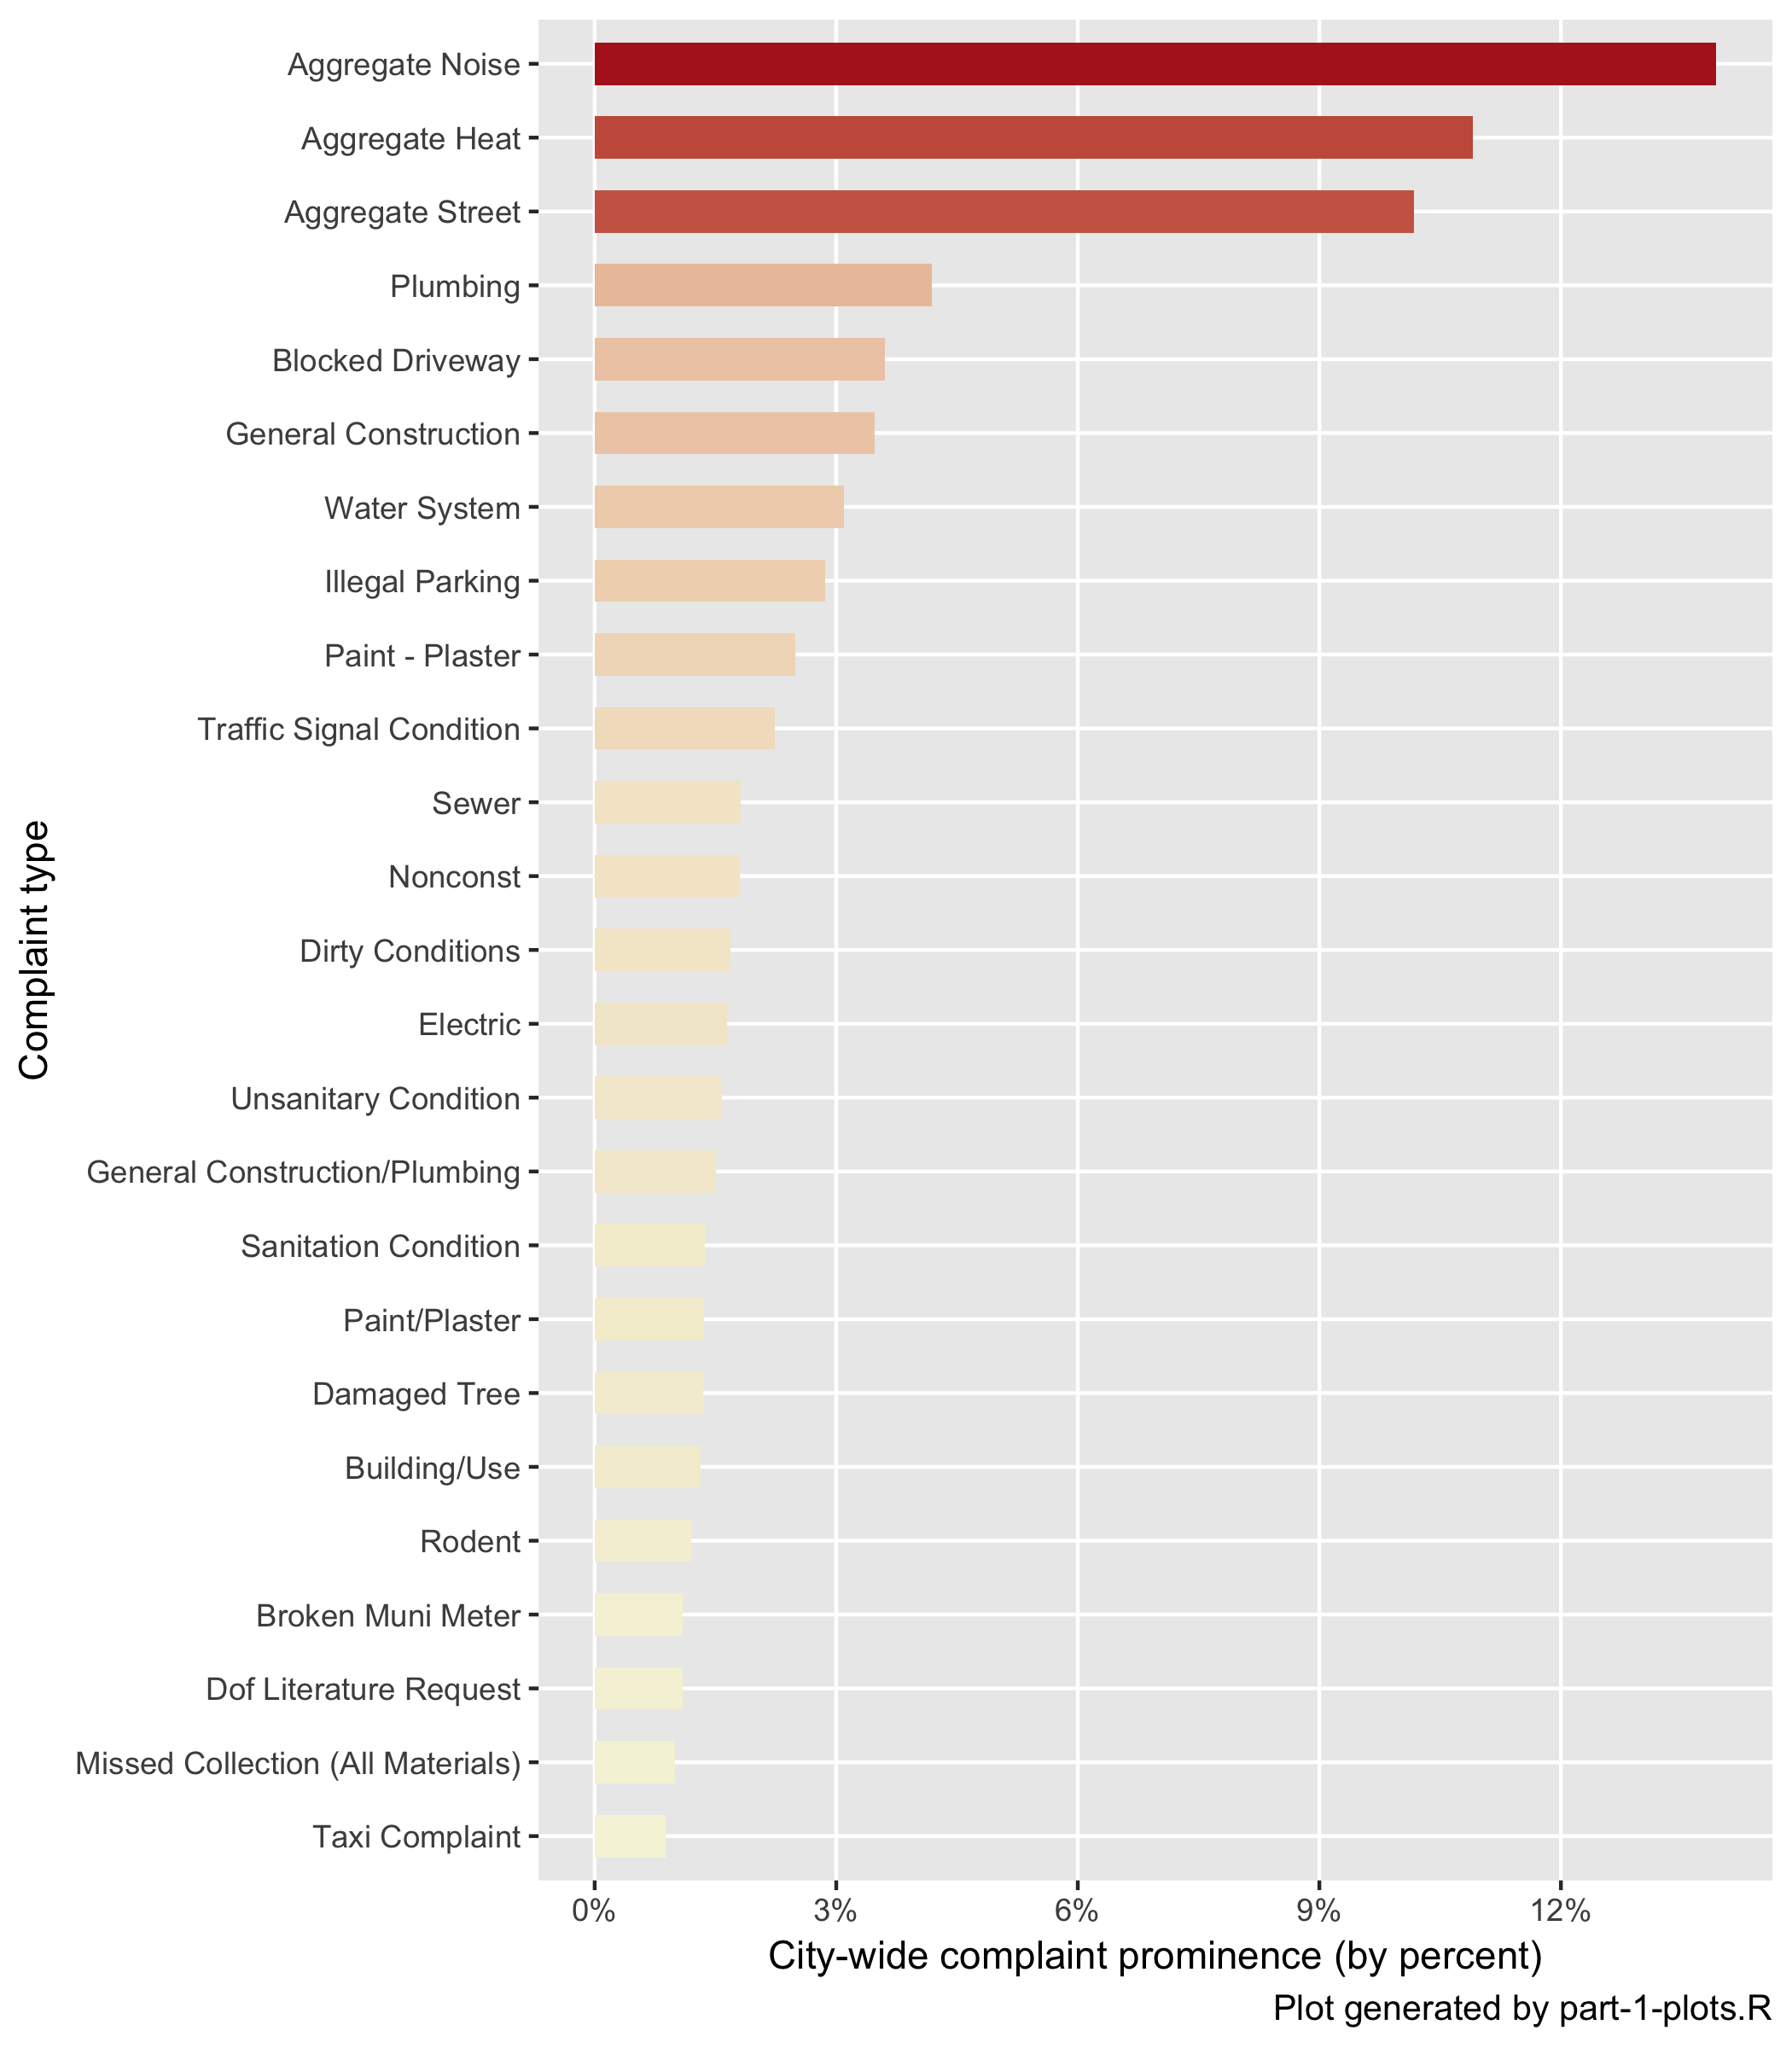 Aggregate Noise
Aggregate Heat
Aggregate Street
Plumbing
Blocked Driveway
General Construction
Water System
Illegal Parking
Paint - Plaster
Traffic Signal Condition
Sewer
Nonconst
Dirty Conditions
Electric
Unsanitary Condition
General Construction/Plumbing
Sanitation Condition
Paint/Plaster
Damaged Tree
Building/Use
Rodent
Broken Muni Meter
Dof Literature Request
Missed Collection (All Materials)
Taxi Complaint
Complaint type
0% 3% 6% 9% 12%
City-wide complaint prominence (by percent)
Plot generated by part-1-plots.R